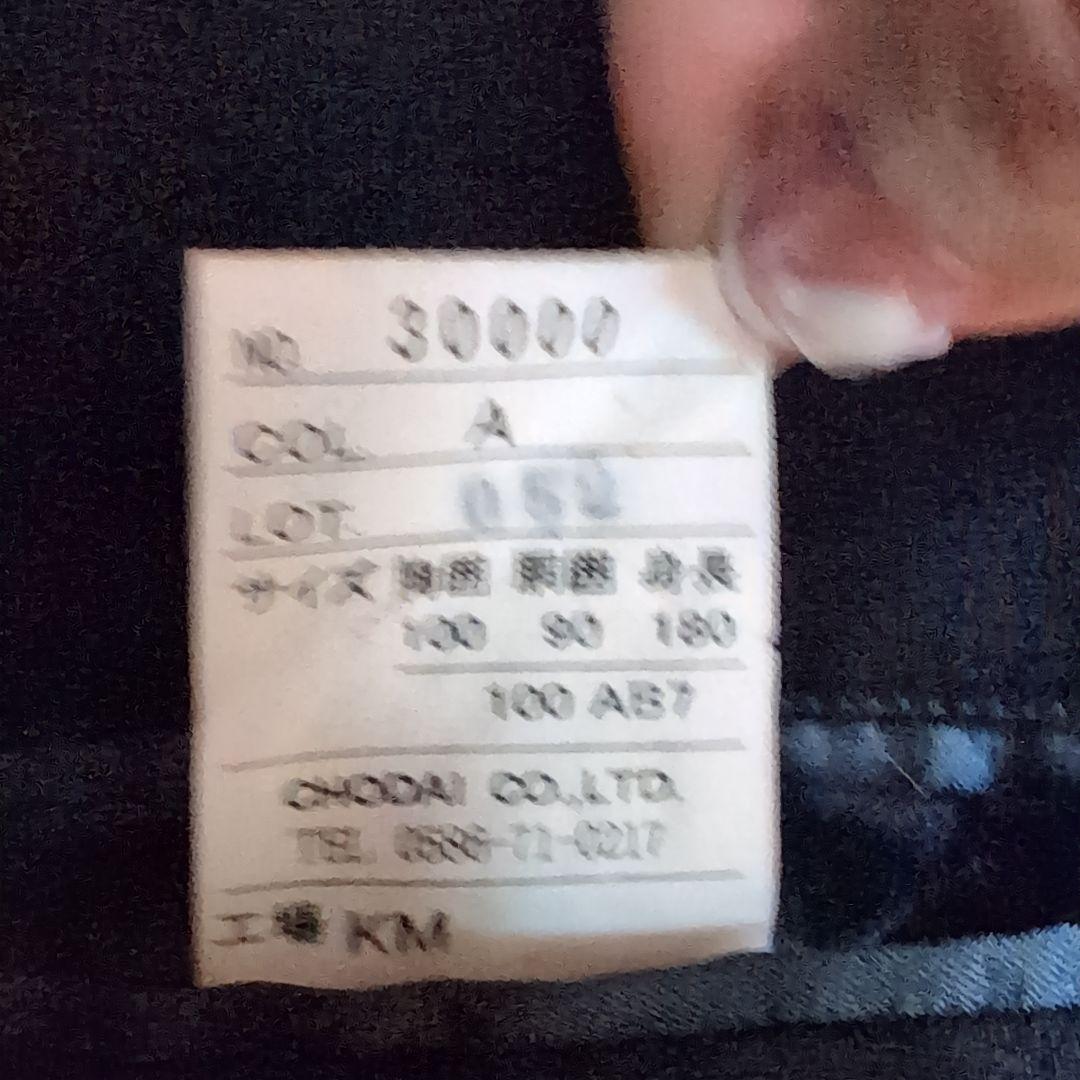 NO. 30000
COL. A
LOT.
サイズ 胸囲 胴囲 身長
100 90 180
100 AB7
CHODAI CO.,LTD.
TEL 0586-71-0217
工場 KM